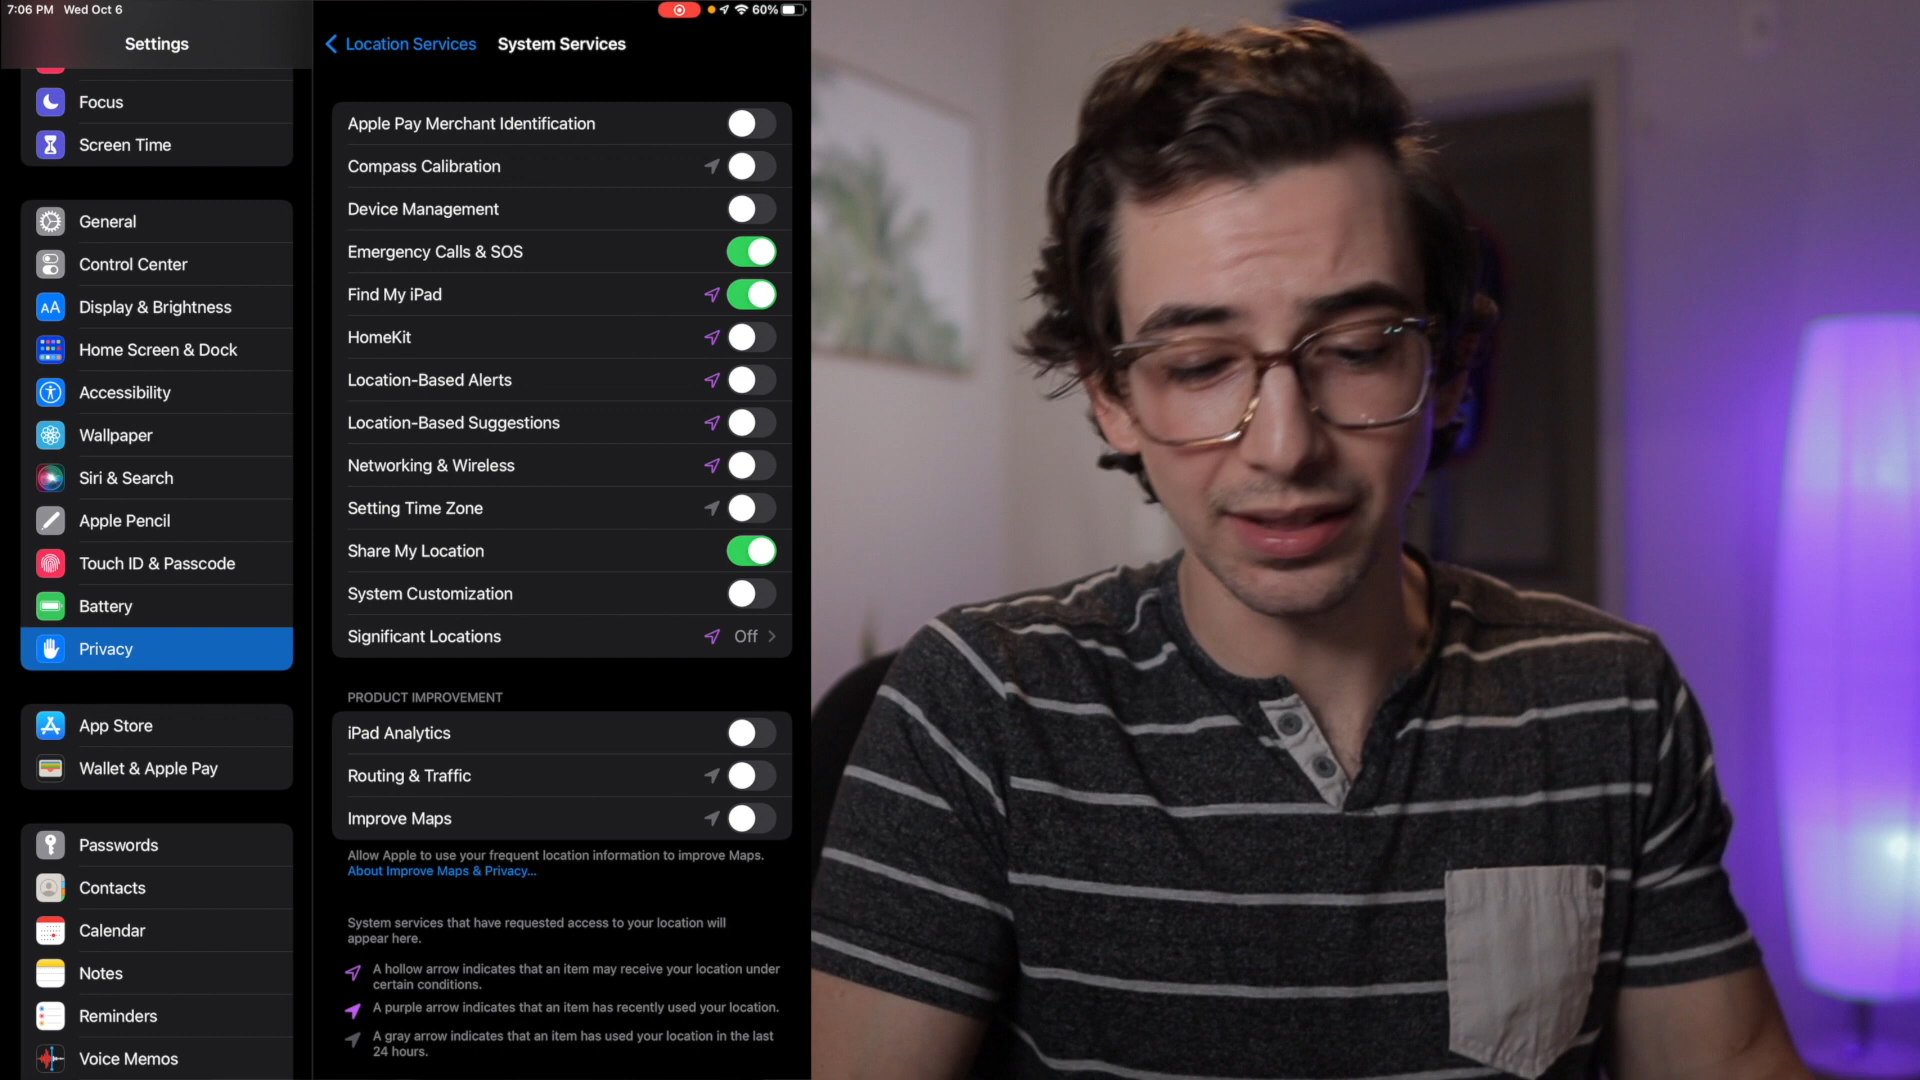 7:06 PM Wed Oct 6
60%
Settings
Focus
Screen Time
General
Control Center
AA Display & Brightness
Home Screen & Dock
Accessibility
Wallpaper
Siri & Search
Apple Pencil
Touch ID & Passcode
Battery
Privacy
App Store
Wallet & Apple Pay
Passwords
Contacts
Calendar
Notes
Reminders
Voice Memos
Location Services System Services
Apple Pay Merchant Identification
Compass Calibration
Device Management
Emergency Calls & SOS
Find My iPad
HomeKit
Location-Based Alerts
Location-Based Suggestions
Networking & Wireless
Setting Time Zone
Share My Location
System Customization
Significant Locations Off
PRODUCT IMPROVEMENT
iPad Analytics
Routing & Traffic
Improve Maps
Allow Apple to use your frequent location information to improve Maps.
About Improve Maps & Privacy...
System services that have requested access to your location will
appear here.
A hollow arrow indicates that an item may receive your location under
certain conditions.
A purple arrow indicates that an item has recently used your location.
A gray arrow indicates that an item has used your location in the last
24 hours.